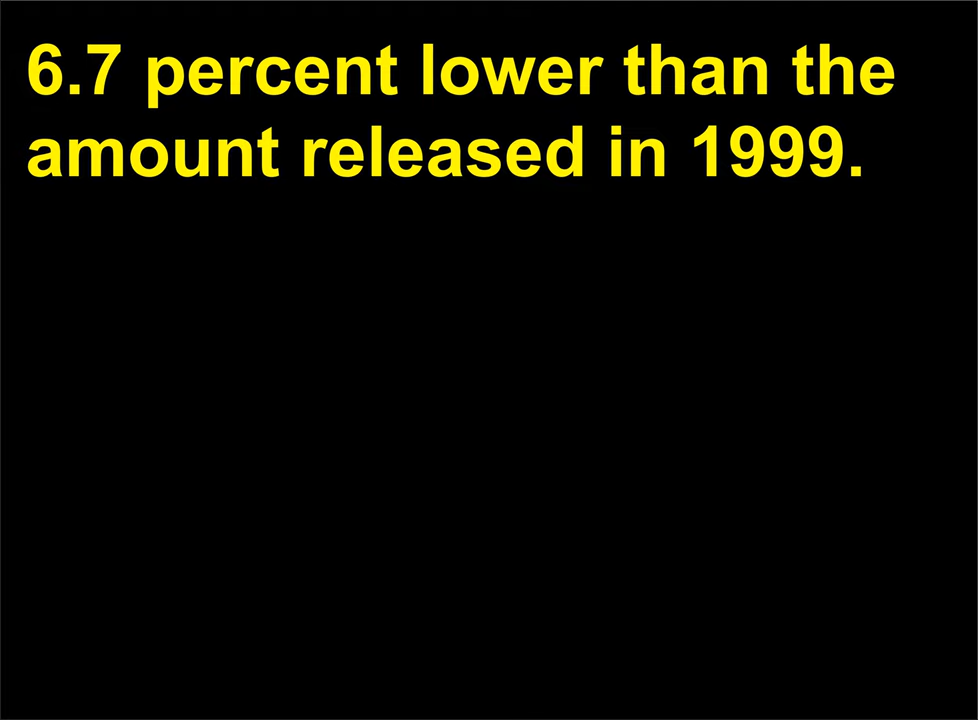 6.7 percent lower than the
amount released in 1999.